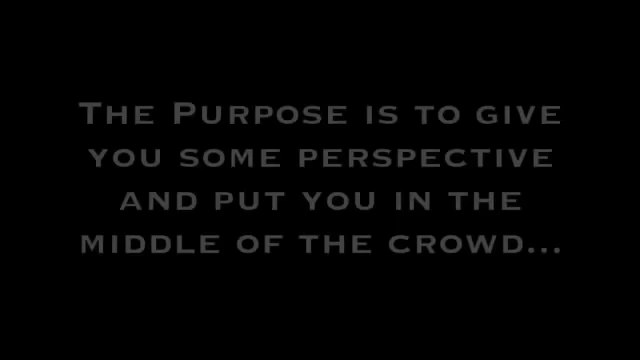 The Purpose is to give
you some perspective
and put you in the
middle of the crowd...